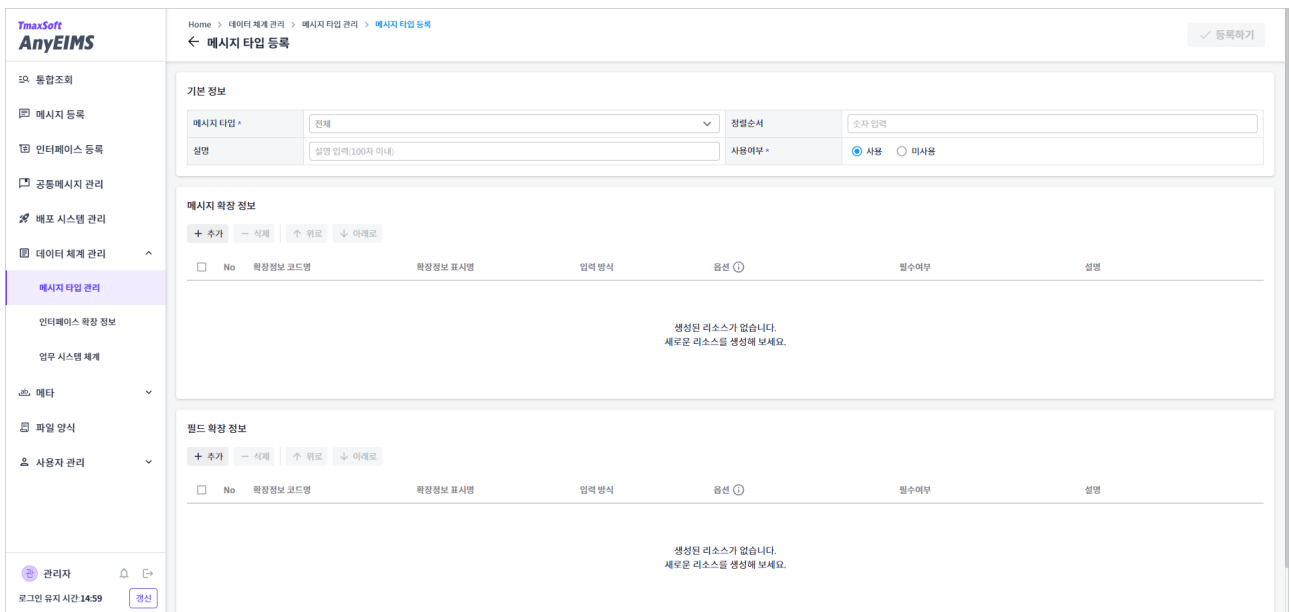 TmaxSoft
AnyEIMS
통합조회
메시지 등록
인터페이스 등록
공통메시지 관리
배포 시스템 관리
데이터 체계 관리
메시지 타입 관리
인터페이스 확장 정보
업무 시스템 체계
메타
파일 양식
사용자 관리
관 관리자
로그인 유지 시간:14:59 갱신
Home > 데이터 체계 관리 > 메시지 타입 관리 > 메시지 타입 등록
← 메시지 타입 등록
등록하기
기본 정보
메시지 타입 * 전체 정렬순서 숫자 입력
설명 설명 입력(100자 이내) 사용여부 * 사용 미사용
메시지 확장 정보
+ 추가 − 삭제 ↑ 위로 ↓ 아래로
No 확장정보 코드명 확장정보 표시명 입력 방식 옵션 필수여부 설명
생성된 리소스가 없습니다.
새로운 리소스를 생성해 보세요.
필드 확장 정보
+ 추가 − 삭제 ↑ 위로 ↓ 아래로
No 확장정보 코드명 확장정보 표시명 입력 방식 옵션 필수여부 설명
생성된 리소스가 없습니다.
새로운 리소스를 생성해 보세요.